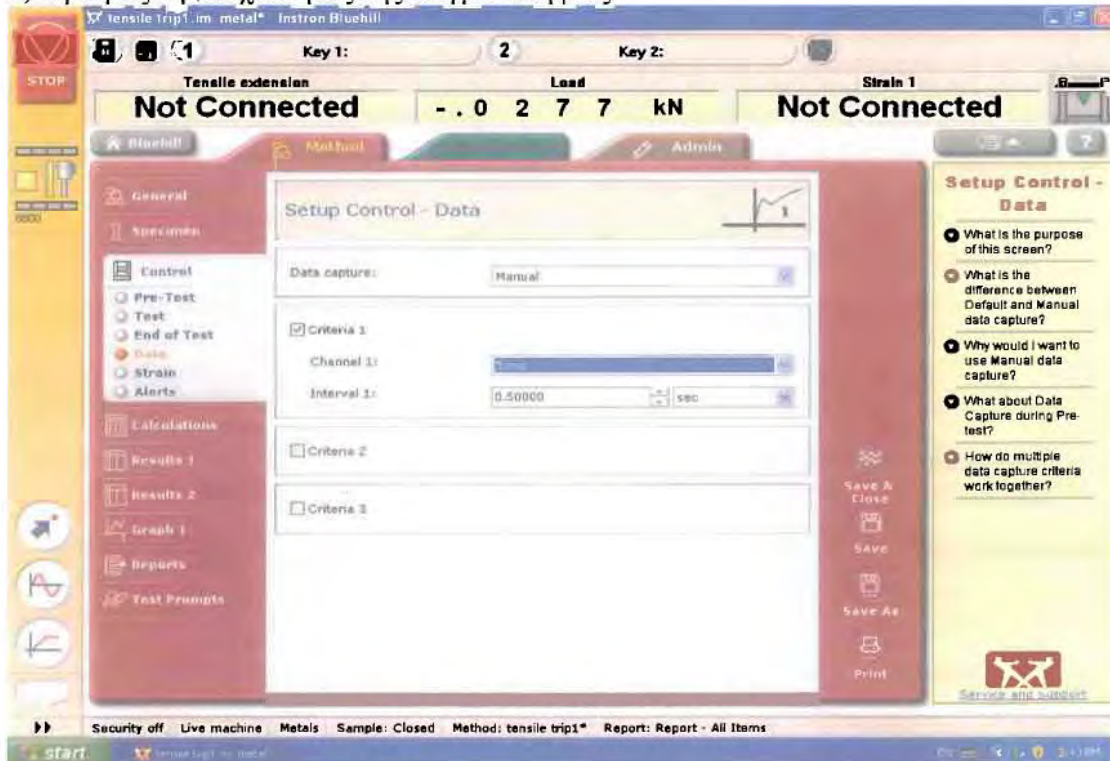 tensile trip1.im metal* Instron Bluehill
1 Key 1: 2 Key 2:
STOP
Tensile extension Load Strain 1
Not Connected -.0277 kN Not Connected
Bluehill Method Admin
General
Specimen
Control
Pre-Test
Test
End of Test
Data
Strain
Alerts
Calculations
Results 1
Results 2
Graph 1
Reports
Test Prompts
Setup Control - Data
1
Data capture: Manual
Criteria 1
Channel 1:
Interval 1: 0.50000 sec
Criteria 2
Criteria 3
Save & Close
Save
Save As
Print
?
Setup Control - Data
What is the purpose of this screen?
What is the difference between Default and Manual data capture?
Why would I want to use Manual data capture?
What about Data Capture during Pre-test?
How do multiple data capture criteria work together?
Service and support
Security off Live machine Metals Sample: Closed Method: tensile trip1* Report: Report - All Items
start